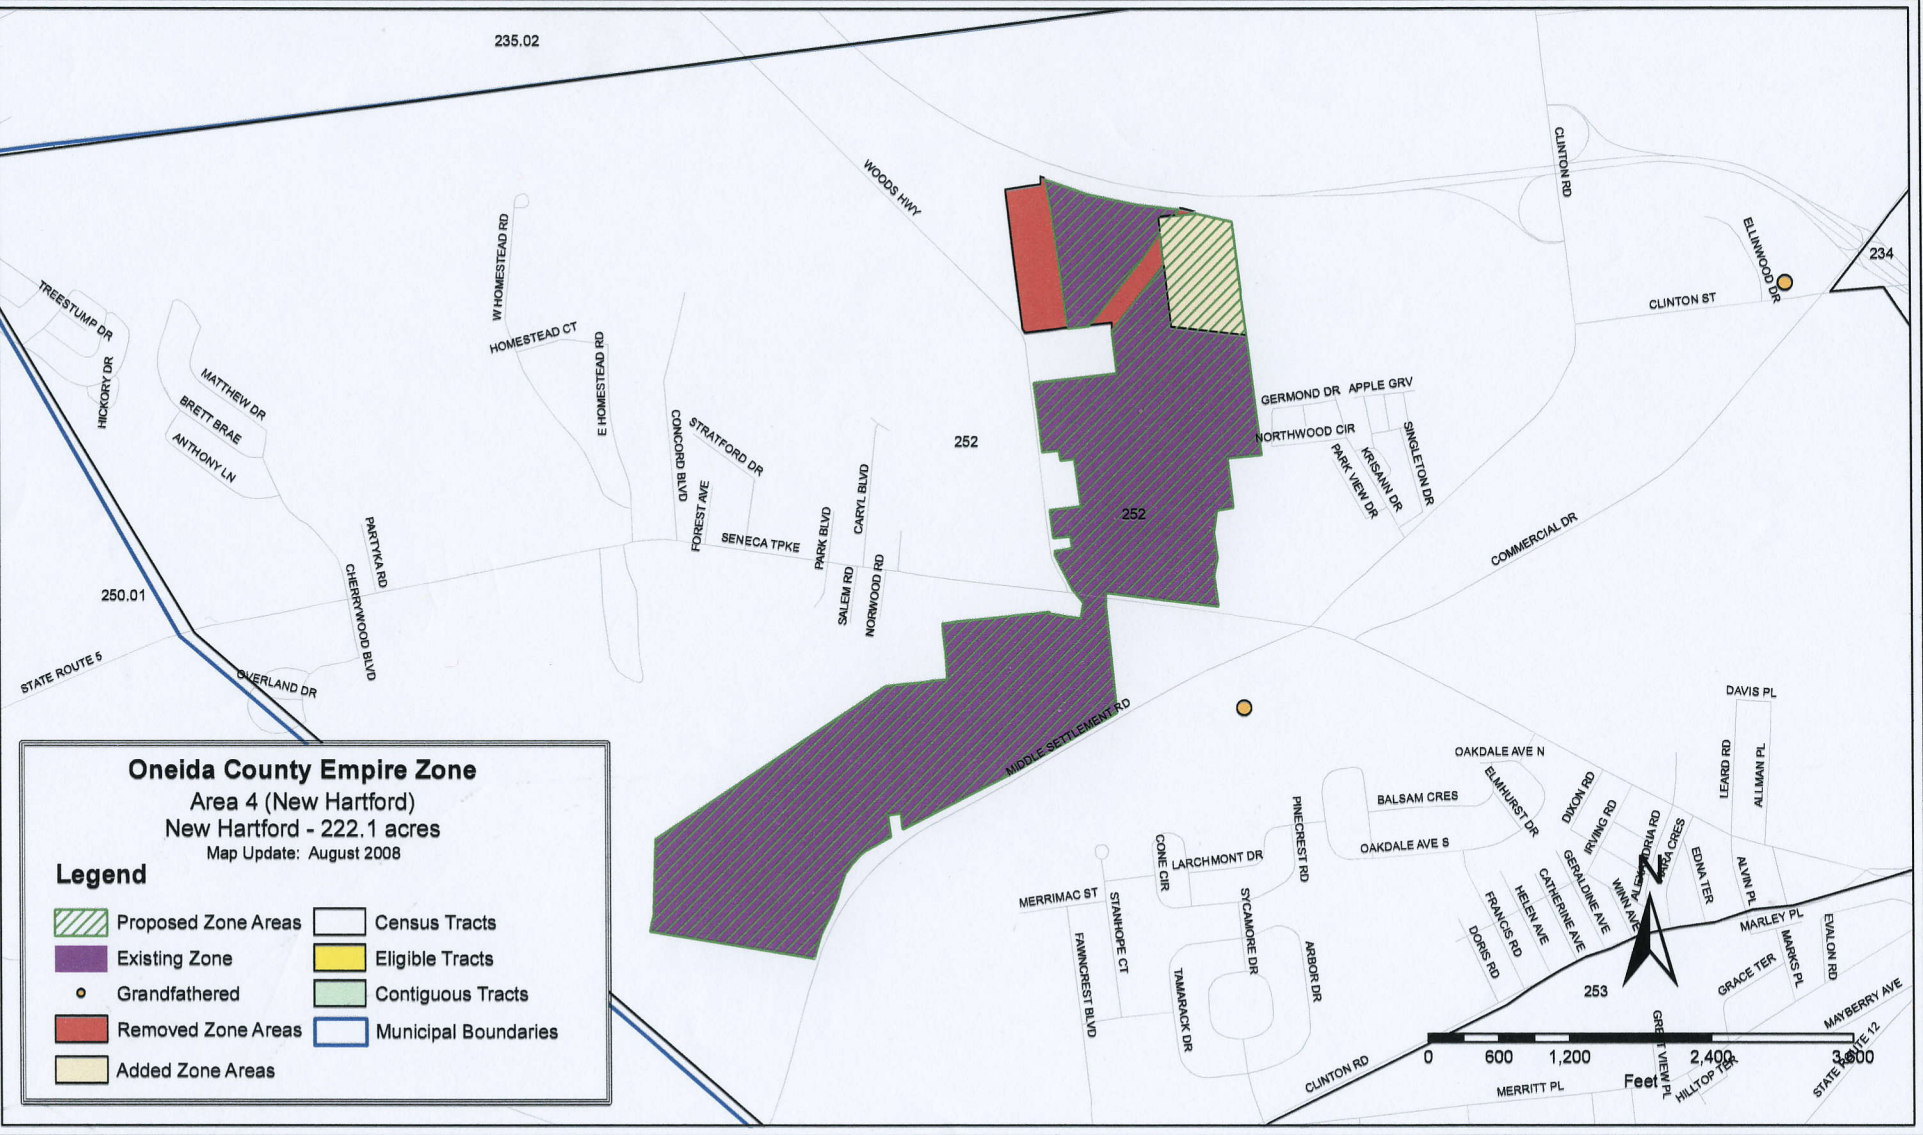 235.02
WOODS HWY
CLINTON RD
ELLINWOOD DR
234
CLINTON ST
W HOMESTEAD RD
TREESTUMP DR
HICKORY DR
HOMESTEAD CT
E HOMESTEAD RD
MATTHEW DR
BRETT BRAE
ANTHONY LN
CONCORD BLVD
STRATFORD DR
FOREST AVE
SENECA TPKE
PARK BLVD
CARYL BLVD
SALEM RD
NORWOOD RD
252
252
GERMOND DR
APPLE GRV
NORTHWOOD CIR
PARK VIEW DR
KRISANN DR
SINGLETON DR
COMMERCIAL DR
PARTYKA RD
CHERRYWOOD BLVD
250.01
STATE ROUTE 5
OVERLAND DR
MIDDLE SETTLEMENT RD
DAVIS PL
LEARD RD
ALLMAN PL
OAKDALE AVE N
ELMHURST DR
BALSAM CRES
OAKDALE AVE S
PINECREST RD
DIXON RD
IRVING RD
EDNA TER
ALVIN PL
CONE CIR
LARCHMONT DR
MERRIMAC ST
STANHOPE CT
FAWNCREST BLVD
SYCAMORE DR
TAMARACK DR
ARBOR DR
GERALDINE AVE
WINN AVE
CATHERINE AVE
HELEN AVE
FRANCIS RD
DORIS RD
MARLEY PL
MARKS PL
EVALON RD
GRACE TER
MAYBERRY AVE
STATE ROUTE 12
HILLTOP TER
MERRITT PL
CLINTON RD
253
N
0 600 1,200 2,400 3,600
Feet
Oneida County Empire Zone
Area 4 (New Hartford)
New Hartford - 222.1 acres
Map Update: August 2008
Legend
Proposed Zone Areas
Existing Zone
Grandfathered
Removed Zone Areas
Added Zone Areas
Census Tracts
Eligible Tracts
Contiguous Tracts
Municipal Boundaries